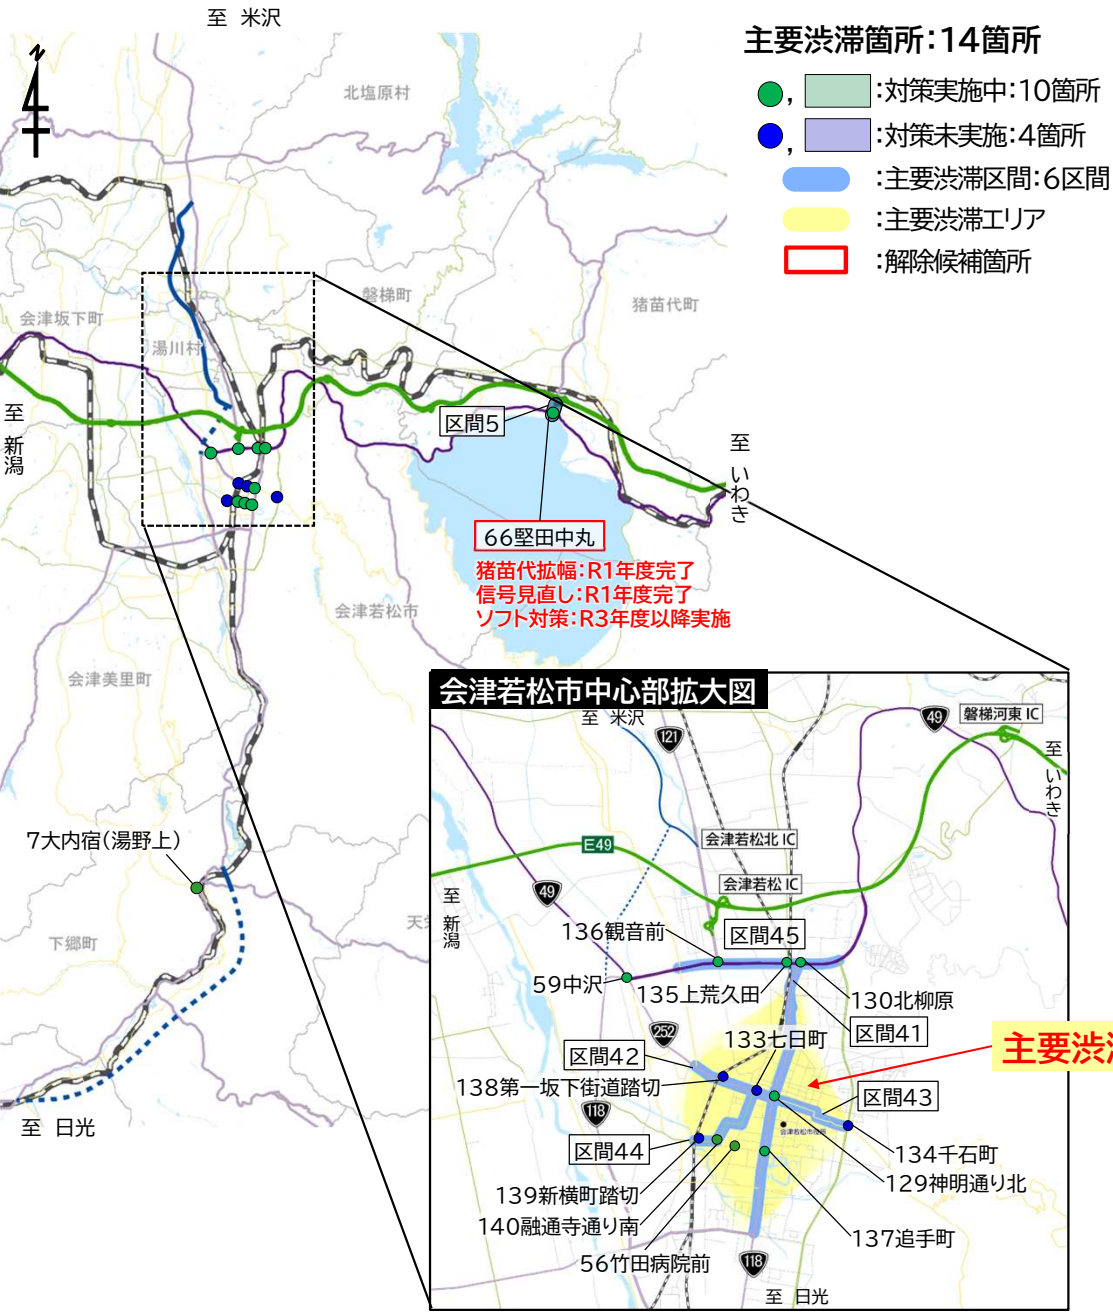 至 米沢
主要渋滞箇所：14箇所
●, ：対策実施中：10箇所
●, ：対策未実施：4箇所
：主要渋滞区間：6区間
：主要渋滞エリア
：解除候補箇所
北塩原村
磐梯町
猪苗代町
会津坂下町
湯川村
至 新潟
区間5
至 いわき
66堅田中丸
猪苗代拡幅：R1年度完了
信号見直し：R1年度完了
ソフト対策：R3年度以降実施
会津若松市
会津美里町
7大内宿(湯野上)
下郷町
天栄
至 日光
会津若松市中心部拡大図
至 米沢
121
49
磐梯河東 IC
至 いわき
E49
会津若松北 IC
会津若松 IC
49
至 新潟
136観音前
区間45
59中沢
135上荒久田
130北柳原
252
133七日町
区間41
主要渋滞
区間42
138第一坂下街道踏切
区間43
118
会津若松市役所
区間44
134千石町
139新横町踏切
129神明通り北
140融通寺通り南
137追手町
56竹田病院前
118
至 日光